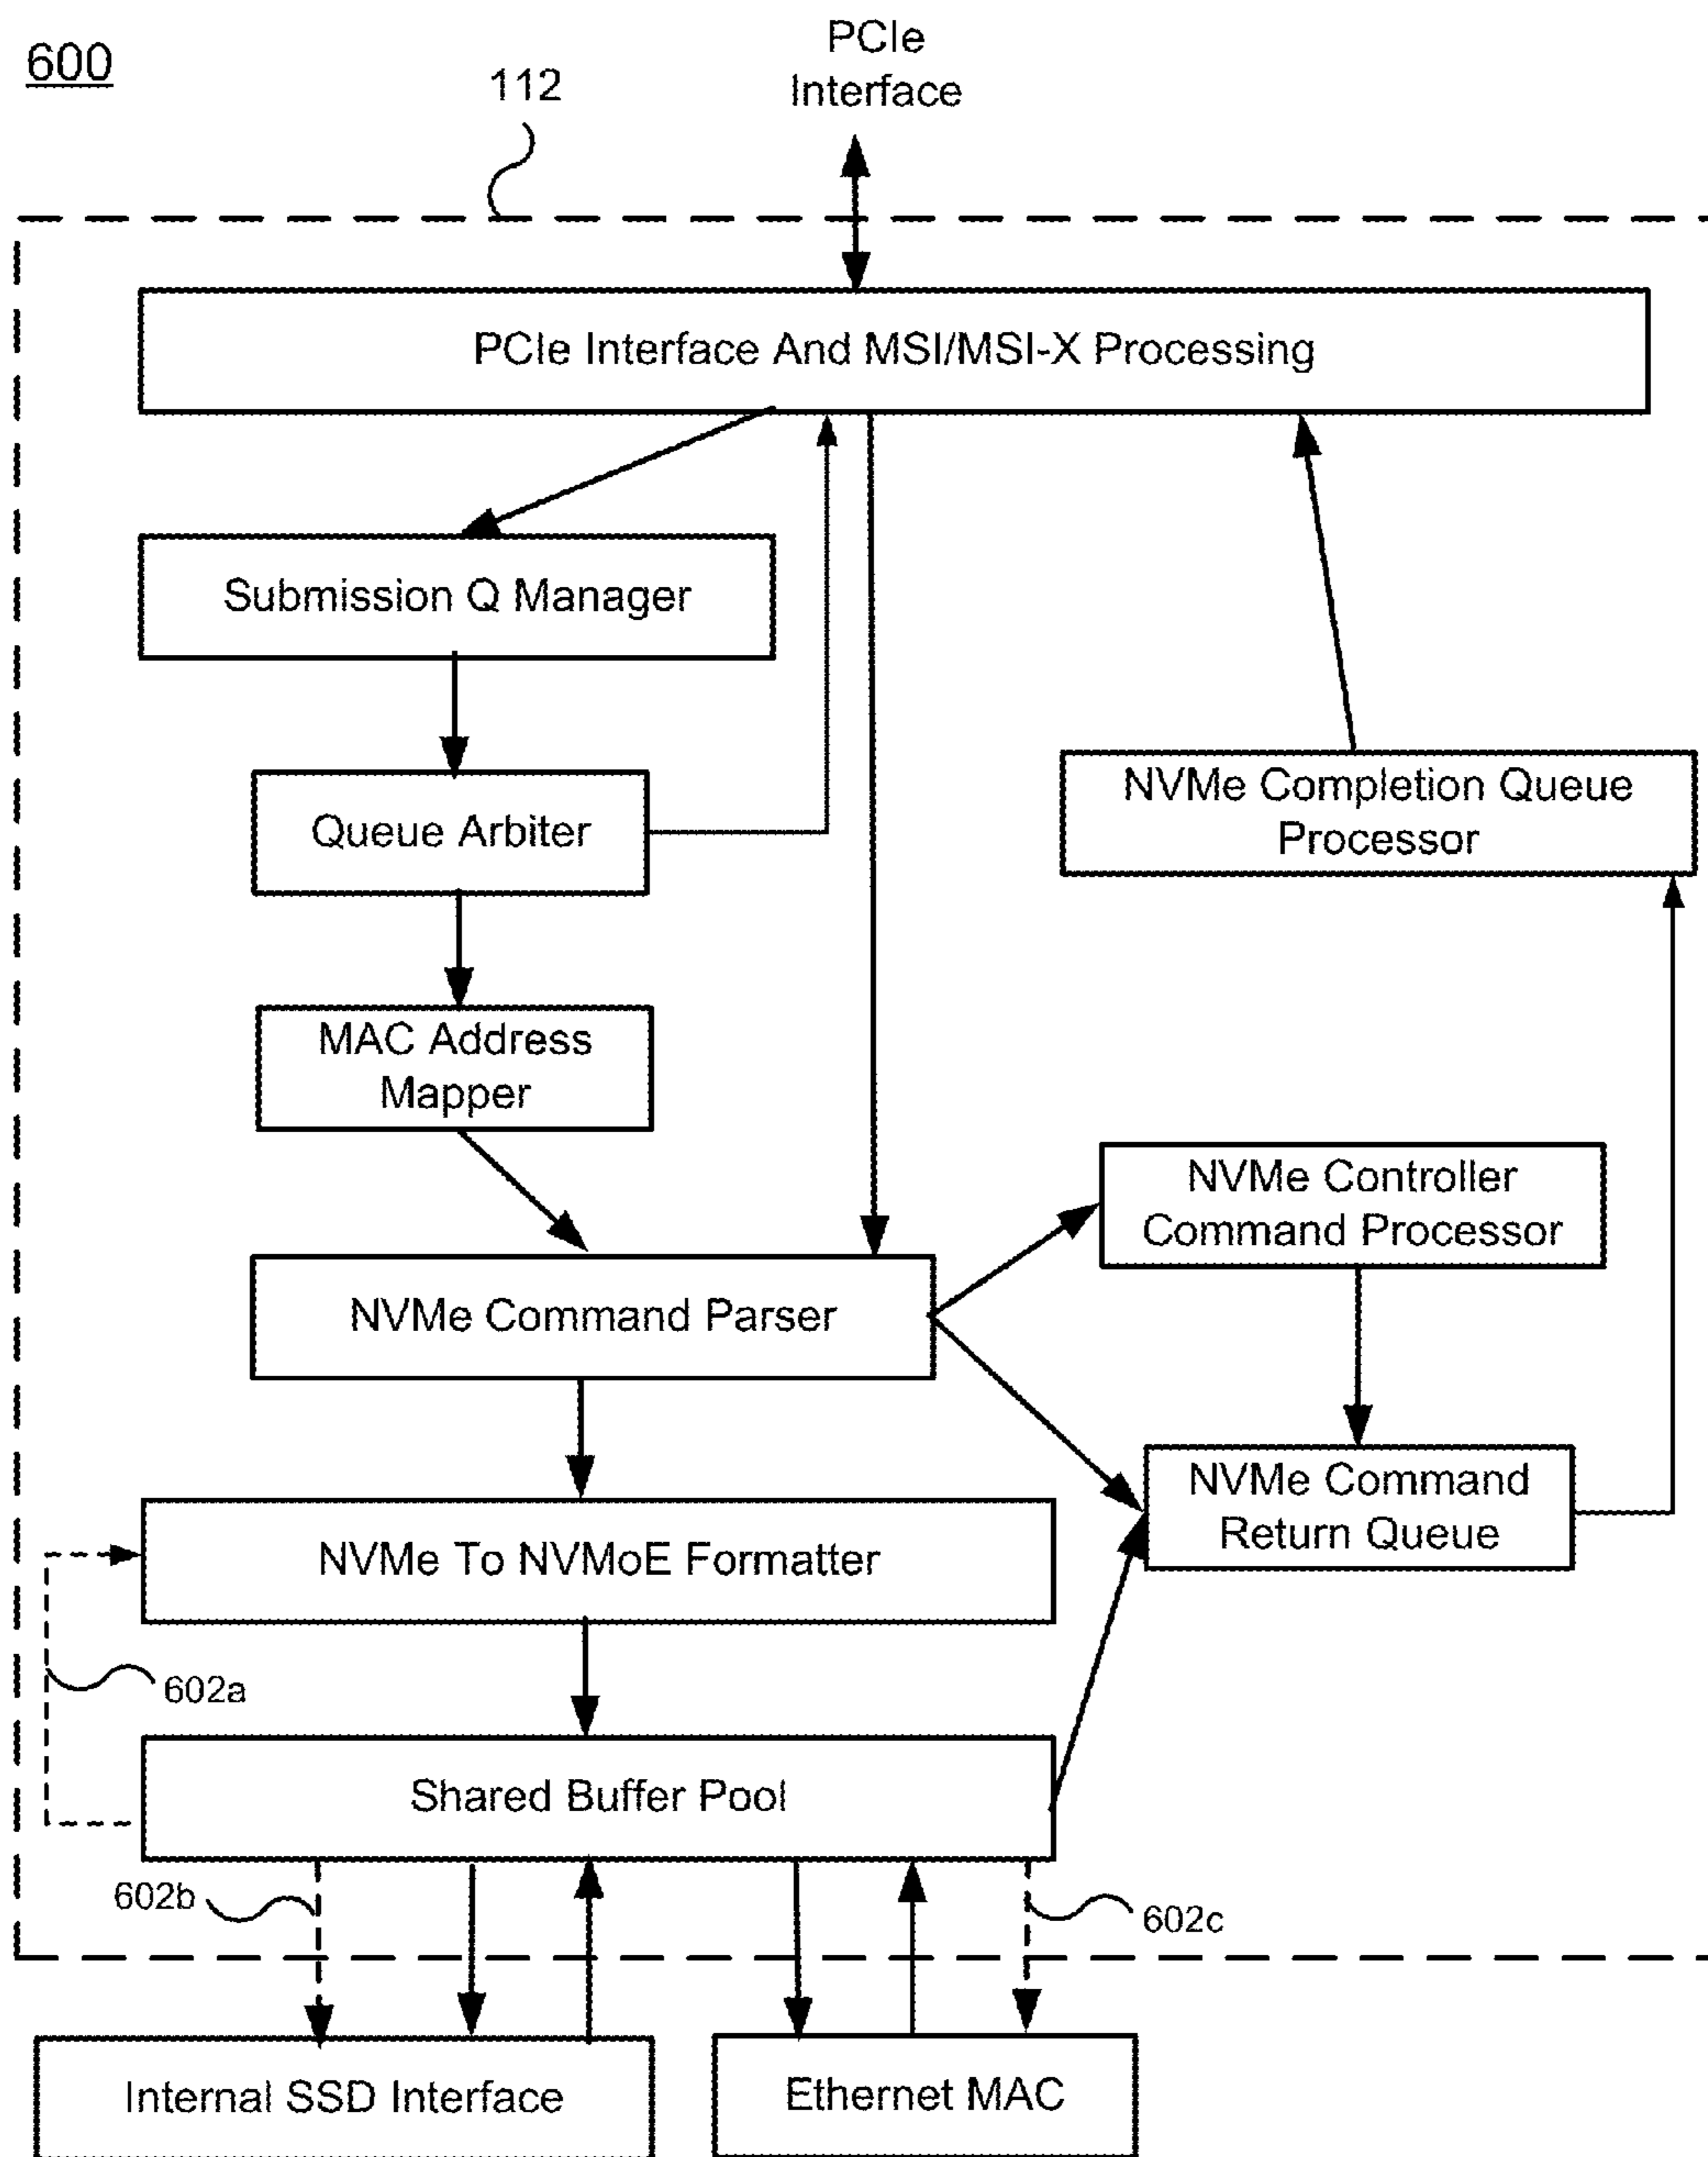 600
112
PCIe
Interface
PCIe Interface And MSI/MSI-X Processing
Submission Q Manager
Queue Arbiter
NVMe Completion Queue
Processor
MAC Address
Mapper
NVMe Controller
Command Processor
NVMe Command Parser
NVMe Command
Return Queue
NVMe To NVMoE Formatter
602a
Shared Buffer Pool
602b
602c
Internal SSD Interface
Ethernet MAC